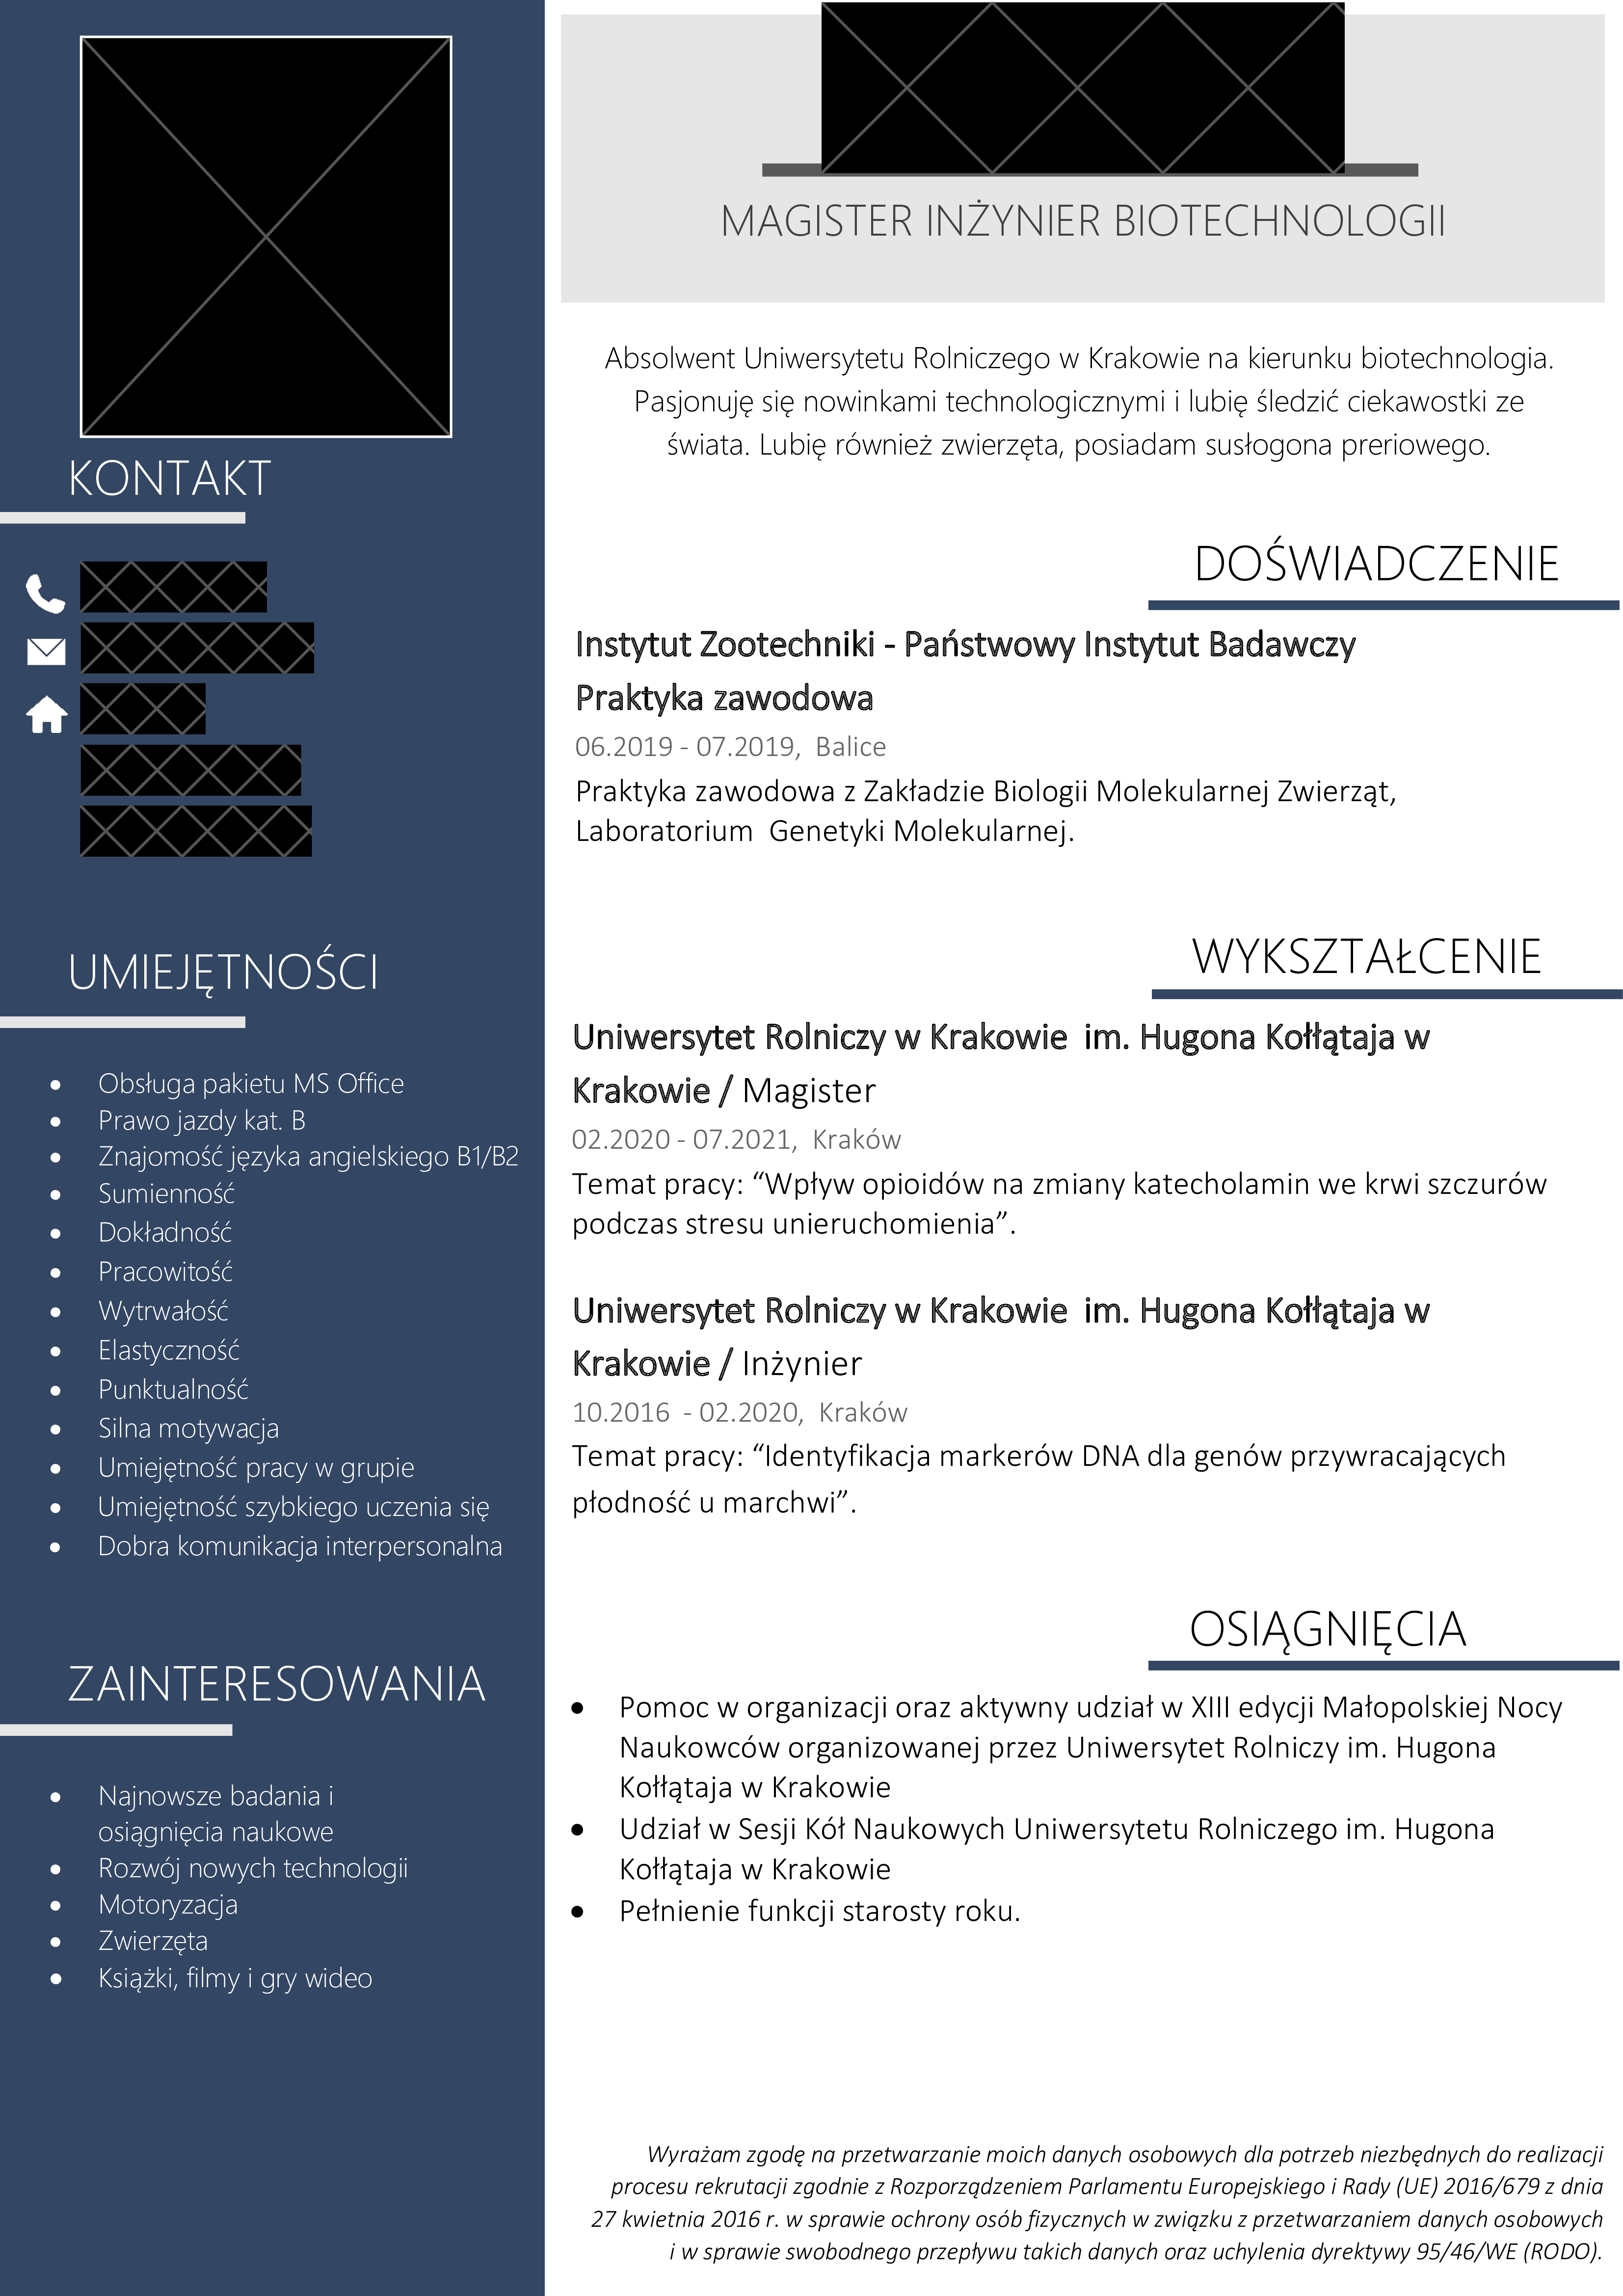 KONTAKT
UMIEJĘTNOŚCI
• Obsługa pakietu MS Office
• Prawo jazdy kat. B
• Znajomość języka angielskiego B1/B2
• Sumienność
• Dokładność
• Pracowitość
• Wytrwałość
• Elastyczność
• Punktualność
• Silna motywacja
• Umiejętność pracy w grupie
• Umiejętność szybkiego uczenia się
• Dobra komunikacja interpersonalna
ZAINTERESOWANIA
• Najnowsze badania i
osiągnięcia naukowe
• Rozwój nowych technologii
• Motoryzacja
• Zwierzęta
• Książki, filmy i gry wideo
MAGISTER INŻYNIER BIOTECHNOLOGII
Absolwent Uniwersytetu Rolniczego w Krakowie na kierunku biotechnologia.
Pasjonuję się nowinkami technologicznymi i lubię śledzić ciekawostki ze
świata. Lubię również zwierzęta, posiadam susłogona preriowego.
DOŚWIADCZENIE
Instytut Zootechniki - Państwowy Instytut Badawczy
Praktyka zawodowa
06.2019 - 07.2019, Balice
Praktyka zawodowa z Zakładzie Biologii Molekularnej Zwierząt,
Laboratorium Genetyki Molekularnej.
WYKSZTAŁCENIE
Uniwersytet Rolniczy w Krakowie im. Hugona Kołłątaja w
Krakowie / Magister
02.2020 - 07.2021, Kraków
Temat pracy: “Wpływ opioidów na zmiany katecholamin we krwi szczurów
podczas stresu unieruchomienia”.
Uniwersytet Rolniczy w Krakowie im. Hugona Kołłątaja w
Krakowie / Inżynier
10.2016 - 02.2020, Kraków
Temat pracy: “Identyfikacja markerów DNA dla genów przywracających
płodność u marchwi”.
OSIĄGNIĘCIA
• Pomoc w organizacji oraz aktywny udział w XIII edycji Małopolskiej Nocy
Naukowców organizowanej przez Uniwersytet Rolniczy im. Hugona
Kołłątaja w Krakowie
• Udział w Sesji Kół Naukowych Uniwersytetu Rolniczego im. Hugona
Kołłątaja w Krakowie
• Pełnienie funkcji starosty roku.
Wyrażam zgodę na przetwarzanie moich danych osobowych dla potrzeb niezbędnych do realizacji
procesu rekrutacji zgodnie z Rozporządzeniem Parlamentu Europejskiego i Rady (UE) 2016/679 z dnia
27 kwietnia 2016 r. w sprawie ochrony osób fizycznych w związku z przetwarzaniem danych osobowych
i w sprawie swobodnego przepływu takich danych oraz uchylenia dyrektywy 95/46/WE (RODO).